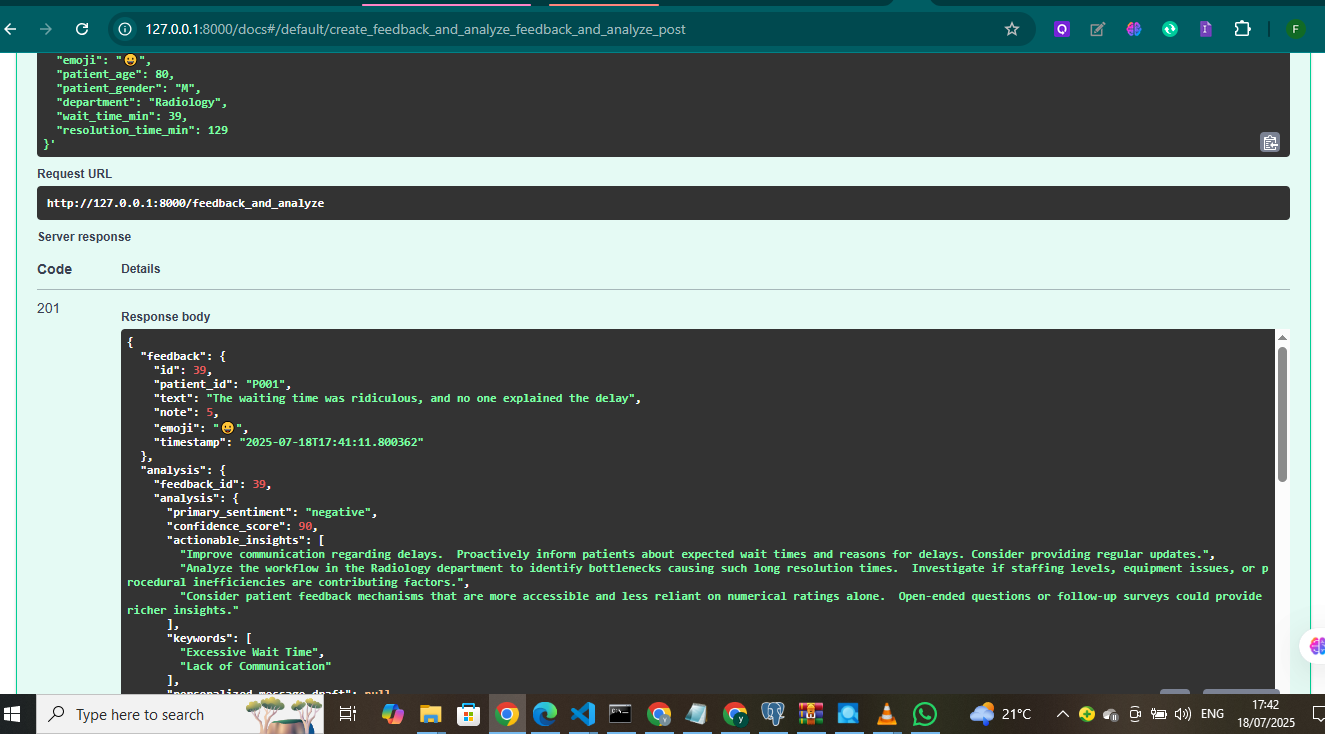 127.0.0.1:8000/docs#/default/create_feedback_and_analyze_feedback_and_analyze_post
F
"emoji": "😀",
"patient_age": 80,
"patient_gender": "M",
"department": "Radiology",
"wait_time_min": 39,
"resolution_time_min": 129
}'
Request URL
http://127.0.0.1:8000/feedback_and_analyze
Server response
Code Details
201
Response body
{
"feedback": {
"id": 39,
"patient_id": "P001",
"text": "The waiting time was ridiculous, and no one explained the delay",
"note": 5,
"emoji": "😀",
"timestamp": "2025-07-18T17:41:11.800362"
},
"analysis": {
"feedback_id": 39,
"analysis": {
"primary_sentiment": "negative",
"confidence_score": 90,
"actionable_insights": [
"Improve communication regarding delays.  Proactively inform patients about expected wait times and reasons for delays. Consider providing regular updates.",
"Analyze the workflow in the Radiology department to identify bottlenecks causing such long resolution times.  Investigate if staffing levels, equipment issues, or p
rocedural inefficiencies are contributing factors.",
"Consider patient feedback mechanisms that are more accessible and less reliant on numerical ratings alone.  Open-ended questions or follow-up surveys could provide
richer insights."
],
"keywords": [
"Excessive Wait Time",
"Lack of Communication"
],
"personalized_message_draft": null
Type here to search
21°C
ENG
17:42
18/07/2025